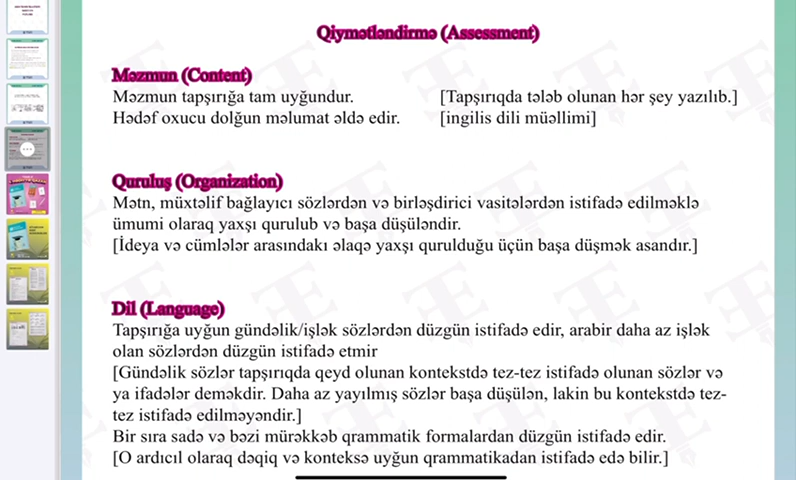 Qiymətləndirmə (Assessment)
Məzmun (Content)
Məzmun tapşırığa tam uyğundur. [Tapşırıqda tələb olunan hər şey yazılıb.]
Hədəf oxucu dolğun məlumat əldə edir. [ingilis dili müəllimi]
Quruluş (Organization)
Mətn, müxtəlif bağlayıcı sözlərdən və birləşdirici vasitələrdən istifadə edilməklə
ümumi olaraq yaxşı qurulub və başa düşüləndir.
[İdeya və cümlələr arasındakı əlaqə yaxşı qurulduğu üçün başa düşmək asandır.]
Dil (Language)
Tapşırığa uyğun gündəlik/işlək sözlərdən düzgün istifadə edir, arabir daha az işlək
olan sözlərdən düzgün istifadə etmir
[Gündəlik sözlər tapşırıqda qeyd olunan kontekstdə tez-tez istifadə olunan sözlər və
ya ifadələr deməkdir. Daha az yayılmış sözlər başa düşülən, lakin bu kontekstdə tez-
tez istifadə edilməyəndir.]
Bir sıra sadə və bəzi mürəkkəb qrammatik formalardan düzgün istifadə edir.
[O ardıcıl olaraq dəqiq və konteksə uyğun qrammatikadan istifadə edə bilir.]